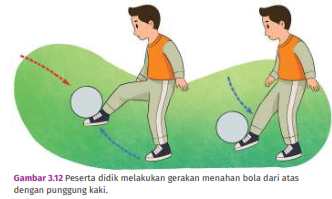 Gambar 3.12 Peserta didik melakukan gerakan menahan bola dari atas
dengan punggung kaki.